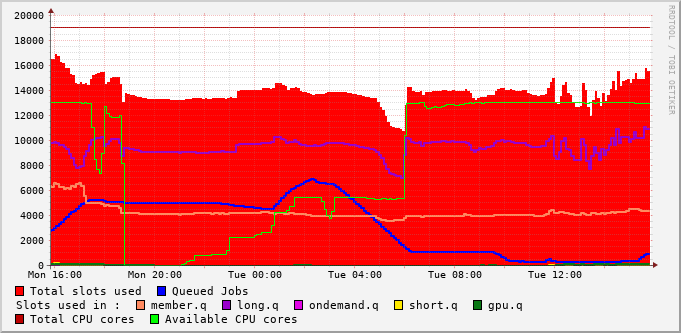 20000
18000
16000
14000
12000
10000
8000
6000
4000
2000
0
Mon 16:00 Mon 20:00 Tue 00:00 Tue 04:00 Tue 08:00 Tue 12:00
Total slots used Queued Jobs
Slots used in : member.q long.q ondemand.q short.q gpu.q
Total CPU cores Available CPU cores
RRDTOOL / TOBI OETIKER